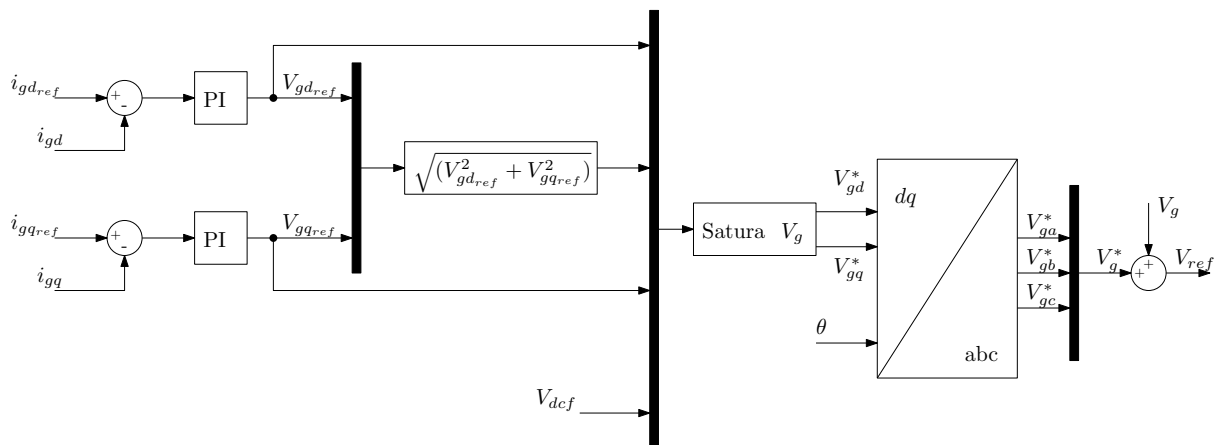 i_{gd_{ref}}
+
-
i_{gd}
PI
V_{gd_{ref}}
i_{gq_{ref}}
+
-
i_{gq}
PI
V_{gq_{ref}}
\sqrt{(V_{gd_{ref}}^2 + V_{gq_{ref}}^2)}
V_{dcf}
Satura V_g
V_{gd}^*
V_{gq}^*
θ
dq
abc
V_{ga}^*
V_{gb}^*
V_{gc}^*
V_g^*
V_g
+
+
V_{ref}